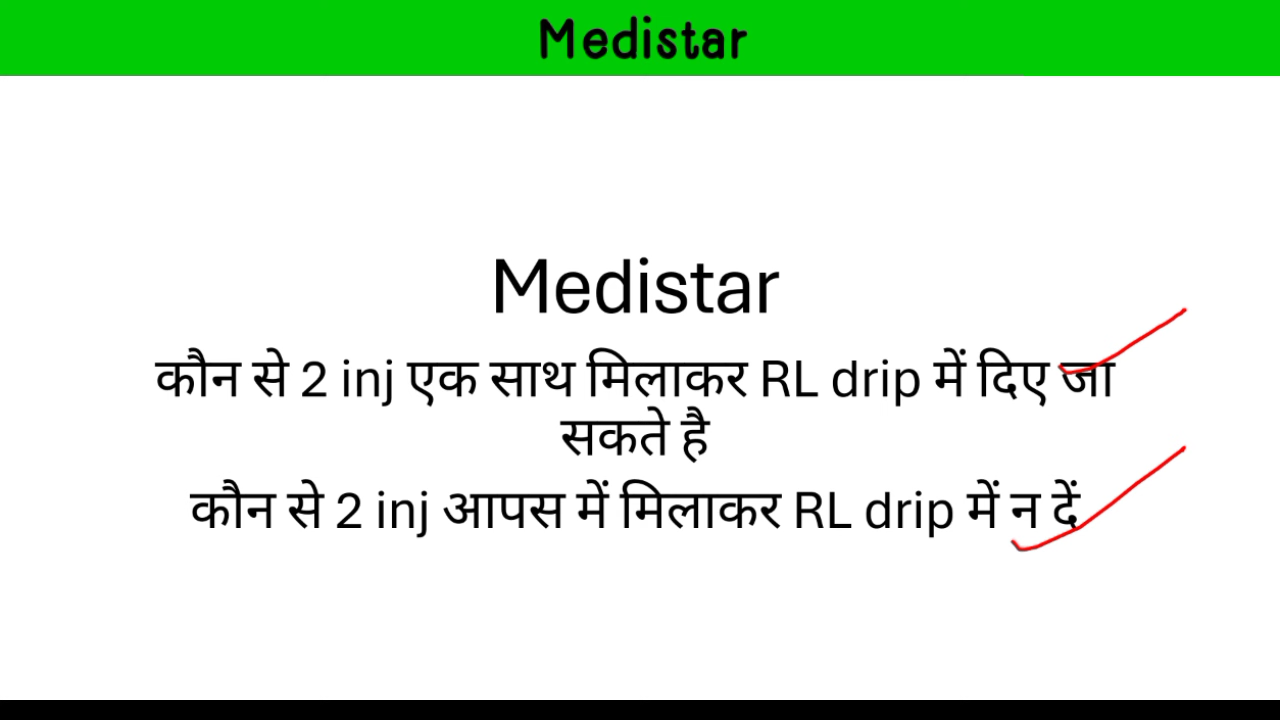 Medistar
Medistar
कौन से 2 inj एक साथ मिलाकर RL drip में दिए जा
सकते है
कौन से 2 inj आपस में मिलाकर RL drip में न दें